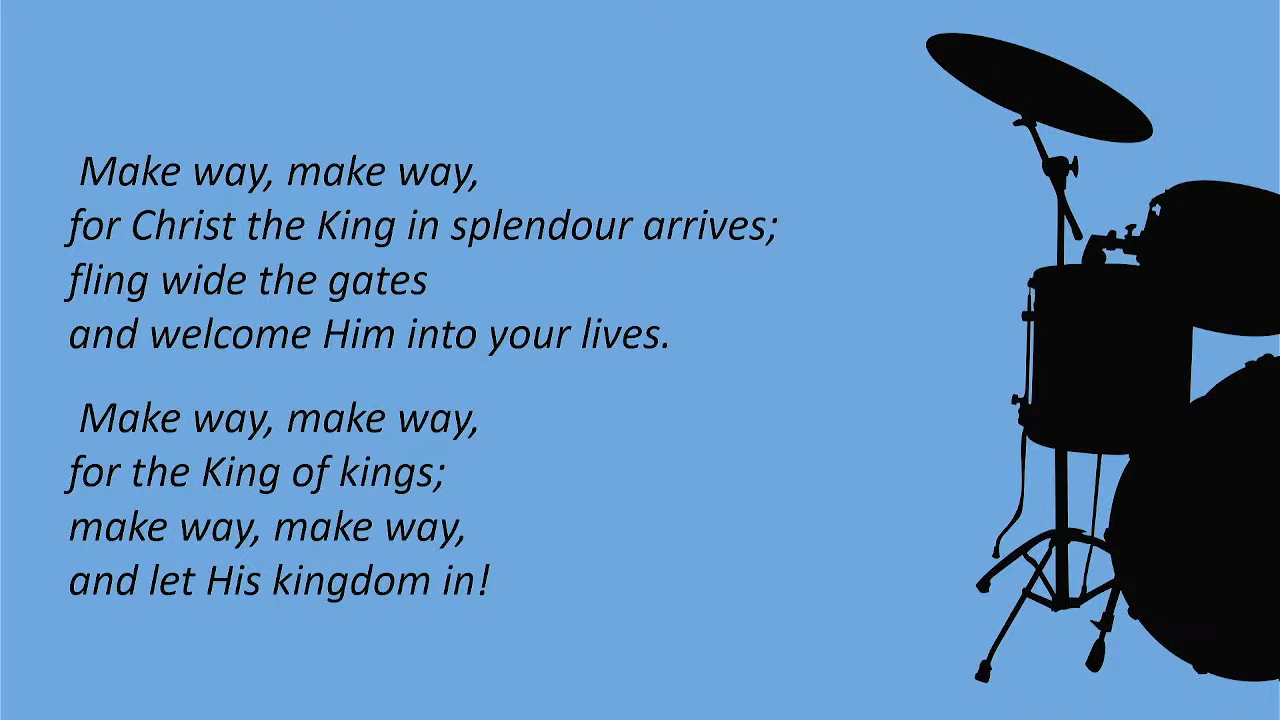 Make way, make way,
for Christ the King in splendour arrives;
fling wide the gates
and welcome Him into your lives.
Make way, make way,
for the King of kings;
make way, make way,
and let His kingdom in!